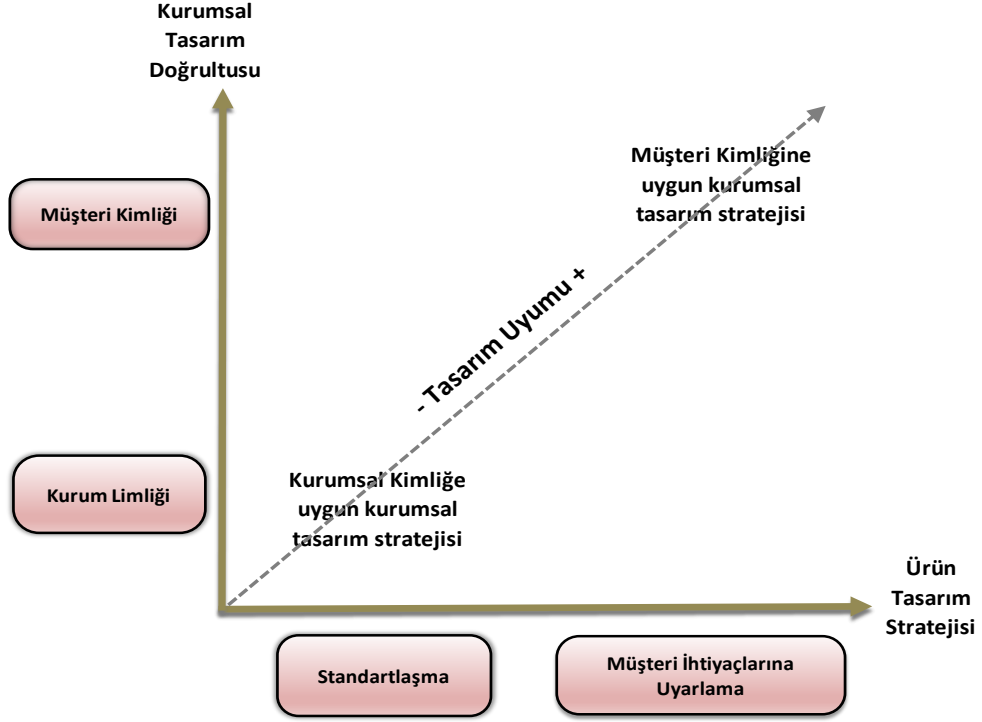 Kurumsal
Tasarım
Doğrultusu
Müşteri Kimliğine
uygun kurumsal
tasarım stratejisi
Müşteri Kimliği
- Tasarım Uyumu +
Kurumsal Kimliğe
uygun kurumsal
tasarım stratejisi
Kurum Limliği
Ürün
Tasarım
Stratejisi
Standartlaşma
Müşteri İhtiyaçlarına
Uyarlama